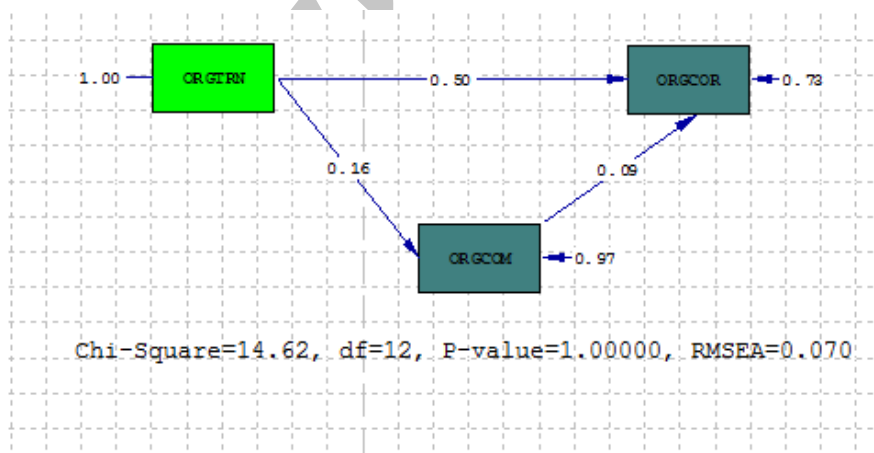 1.00
ORGTRN
0.50
ORGCOR
0.73
0.16
0.09
ORGCOM
0.97
Chi-Square=14.62, df=12, P-value=1.00000, RMSEA=0.070